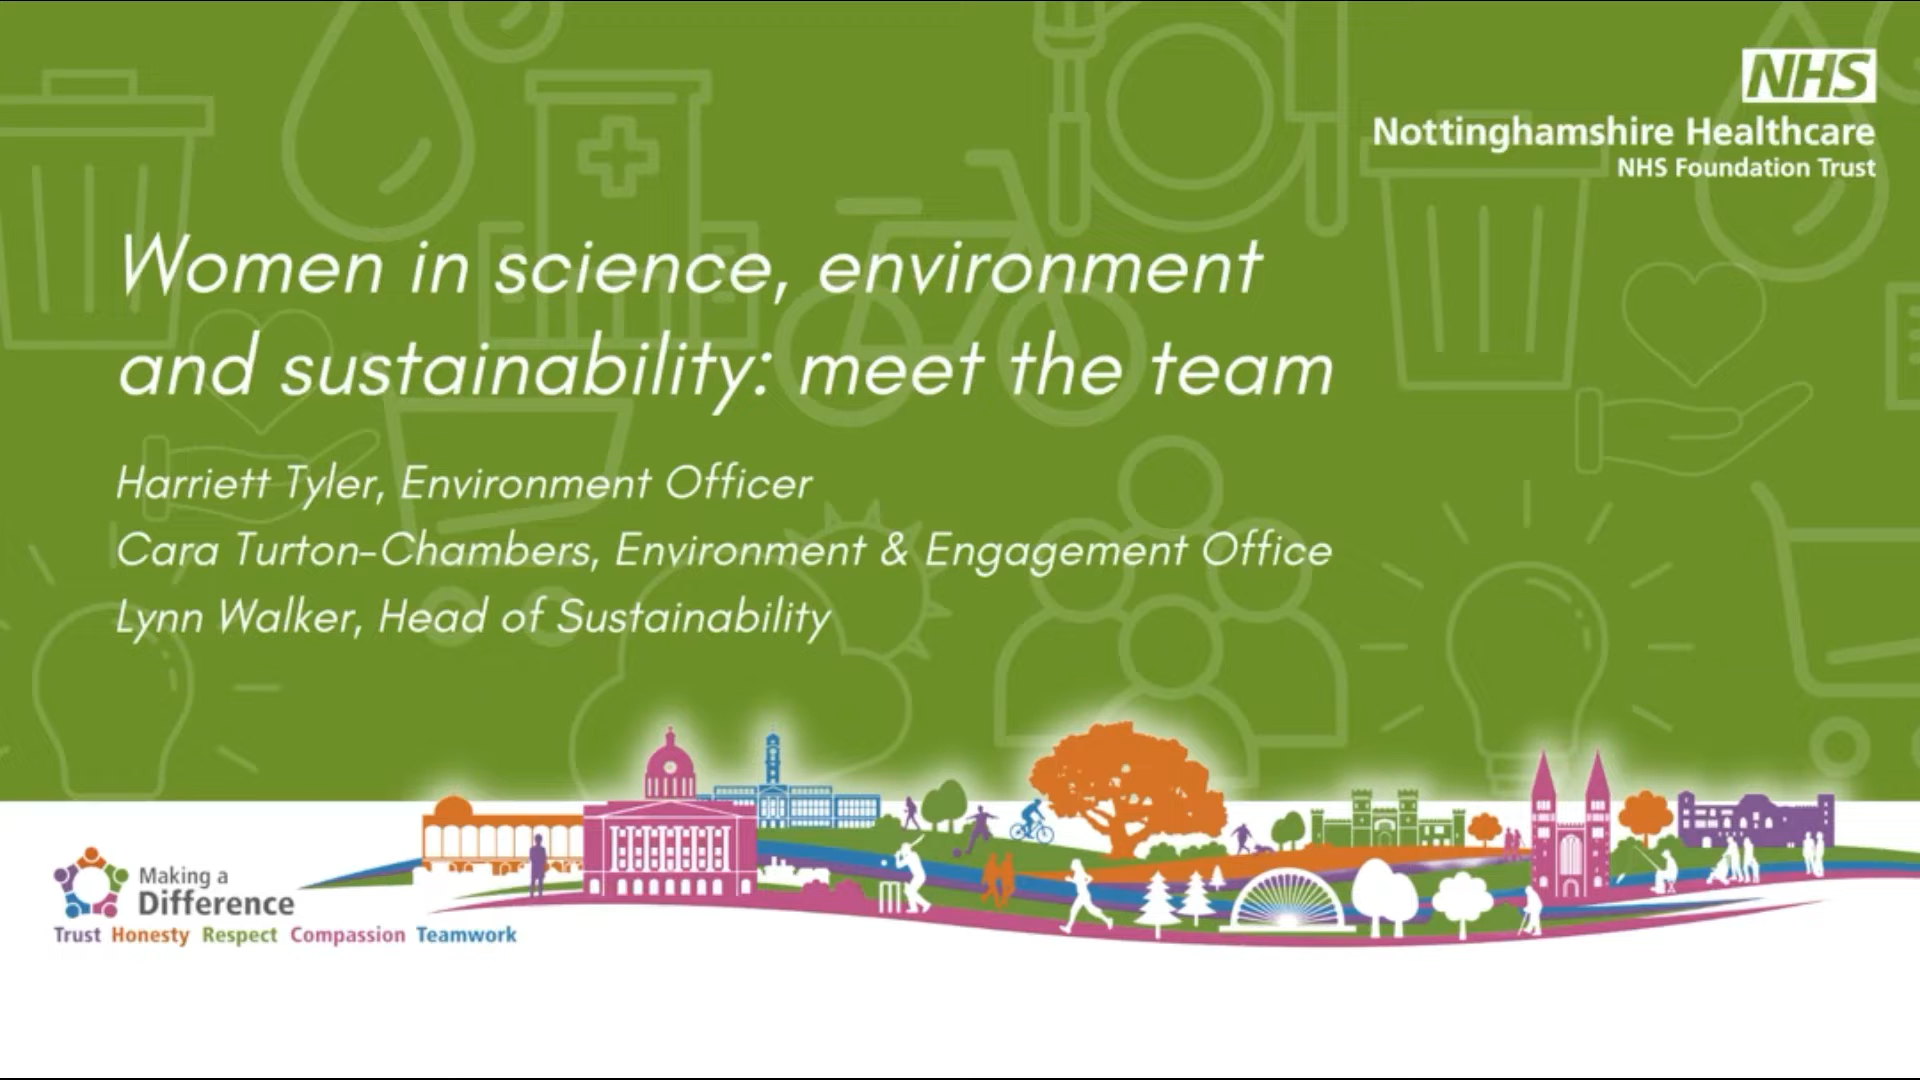 NHS
Nottinghamshire Healthcare
NHS Foundation Trust
Women in science, environment
and sustainability: meet the team
Harriett Tyler, Environment Officer
Cara Turton-Chambers, Environment & Engagement Office
Lynn Walker, Head of Sustainability
Making a
Difference
Trust Honesty Respect Compassion Teamwork